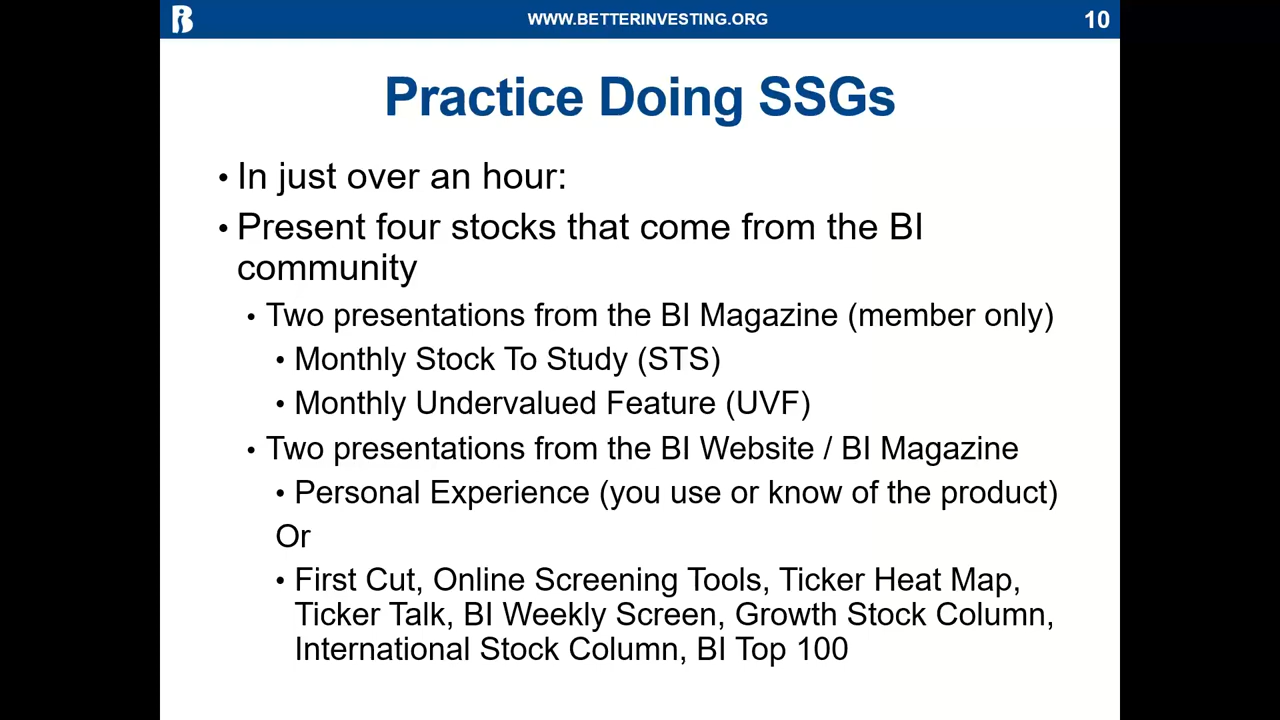 WWW.BETTERINVESTING.ORG
10
Practice Doing SSGs
• In just over an hour:
• Present four stocks that come from the BI
community
• Two presentations from the BI Magazine (member only)
• Monthly Stock To Study (STS)
• Monthly Undervalued Feature (UVF)
• Two presentations from the BI Website / BI Magazine
• Personal Experience (you use or know of the product)
Or
• First Cut, Online Screening Tools, Ticker Heat Map,
Ticker Talk, BI Weekly Screen, Growth Stock Column,
International Stock Column, BI Top 100